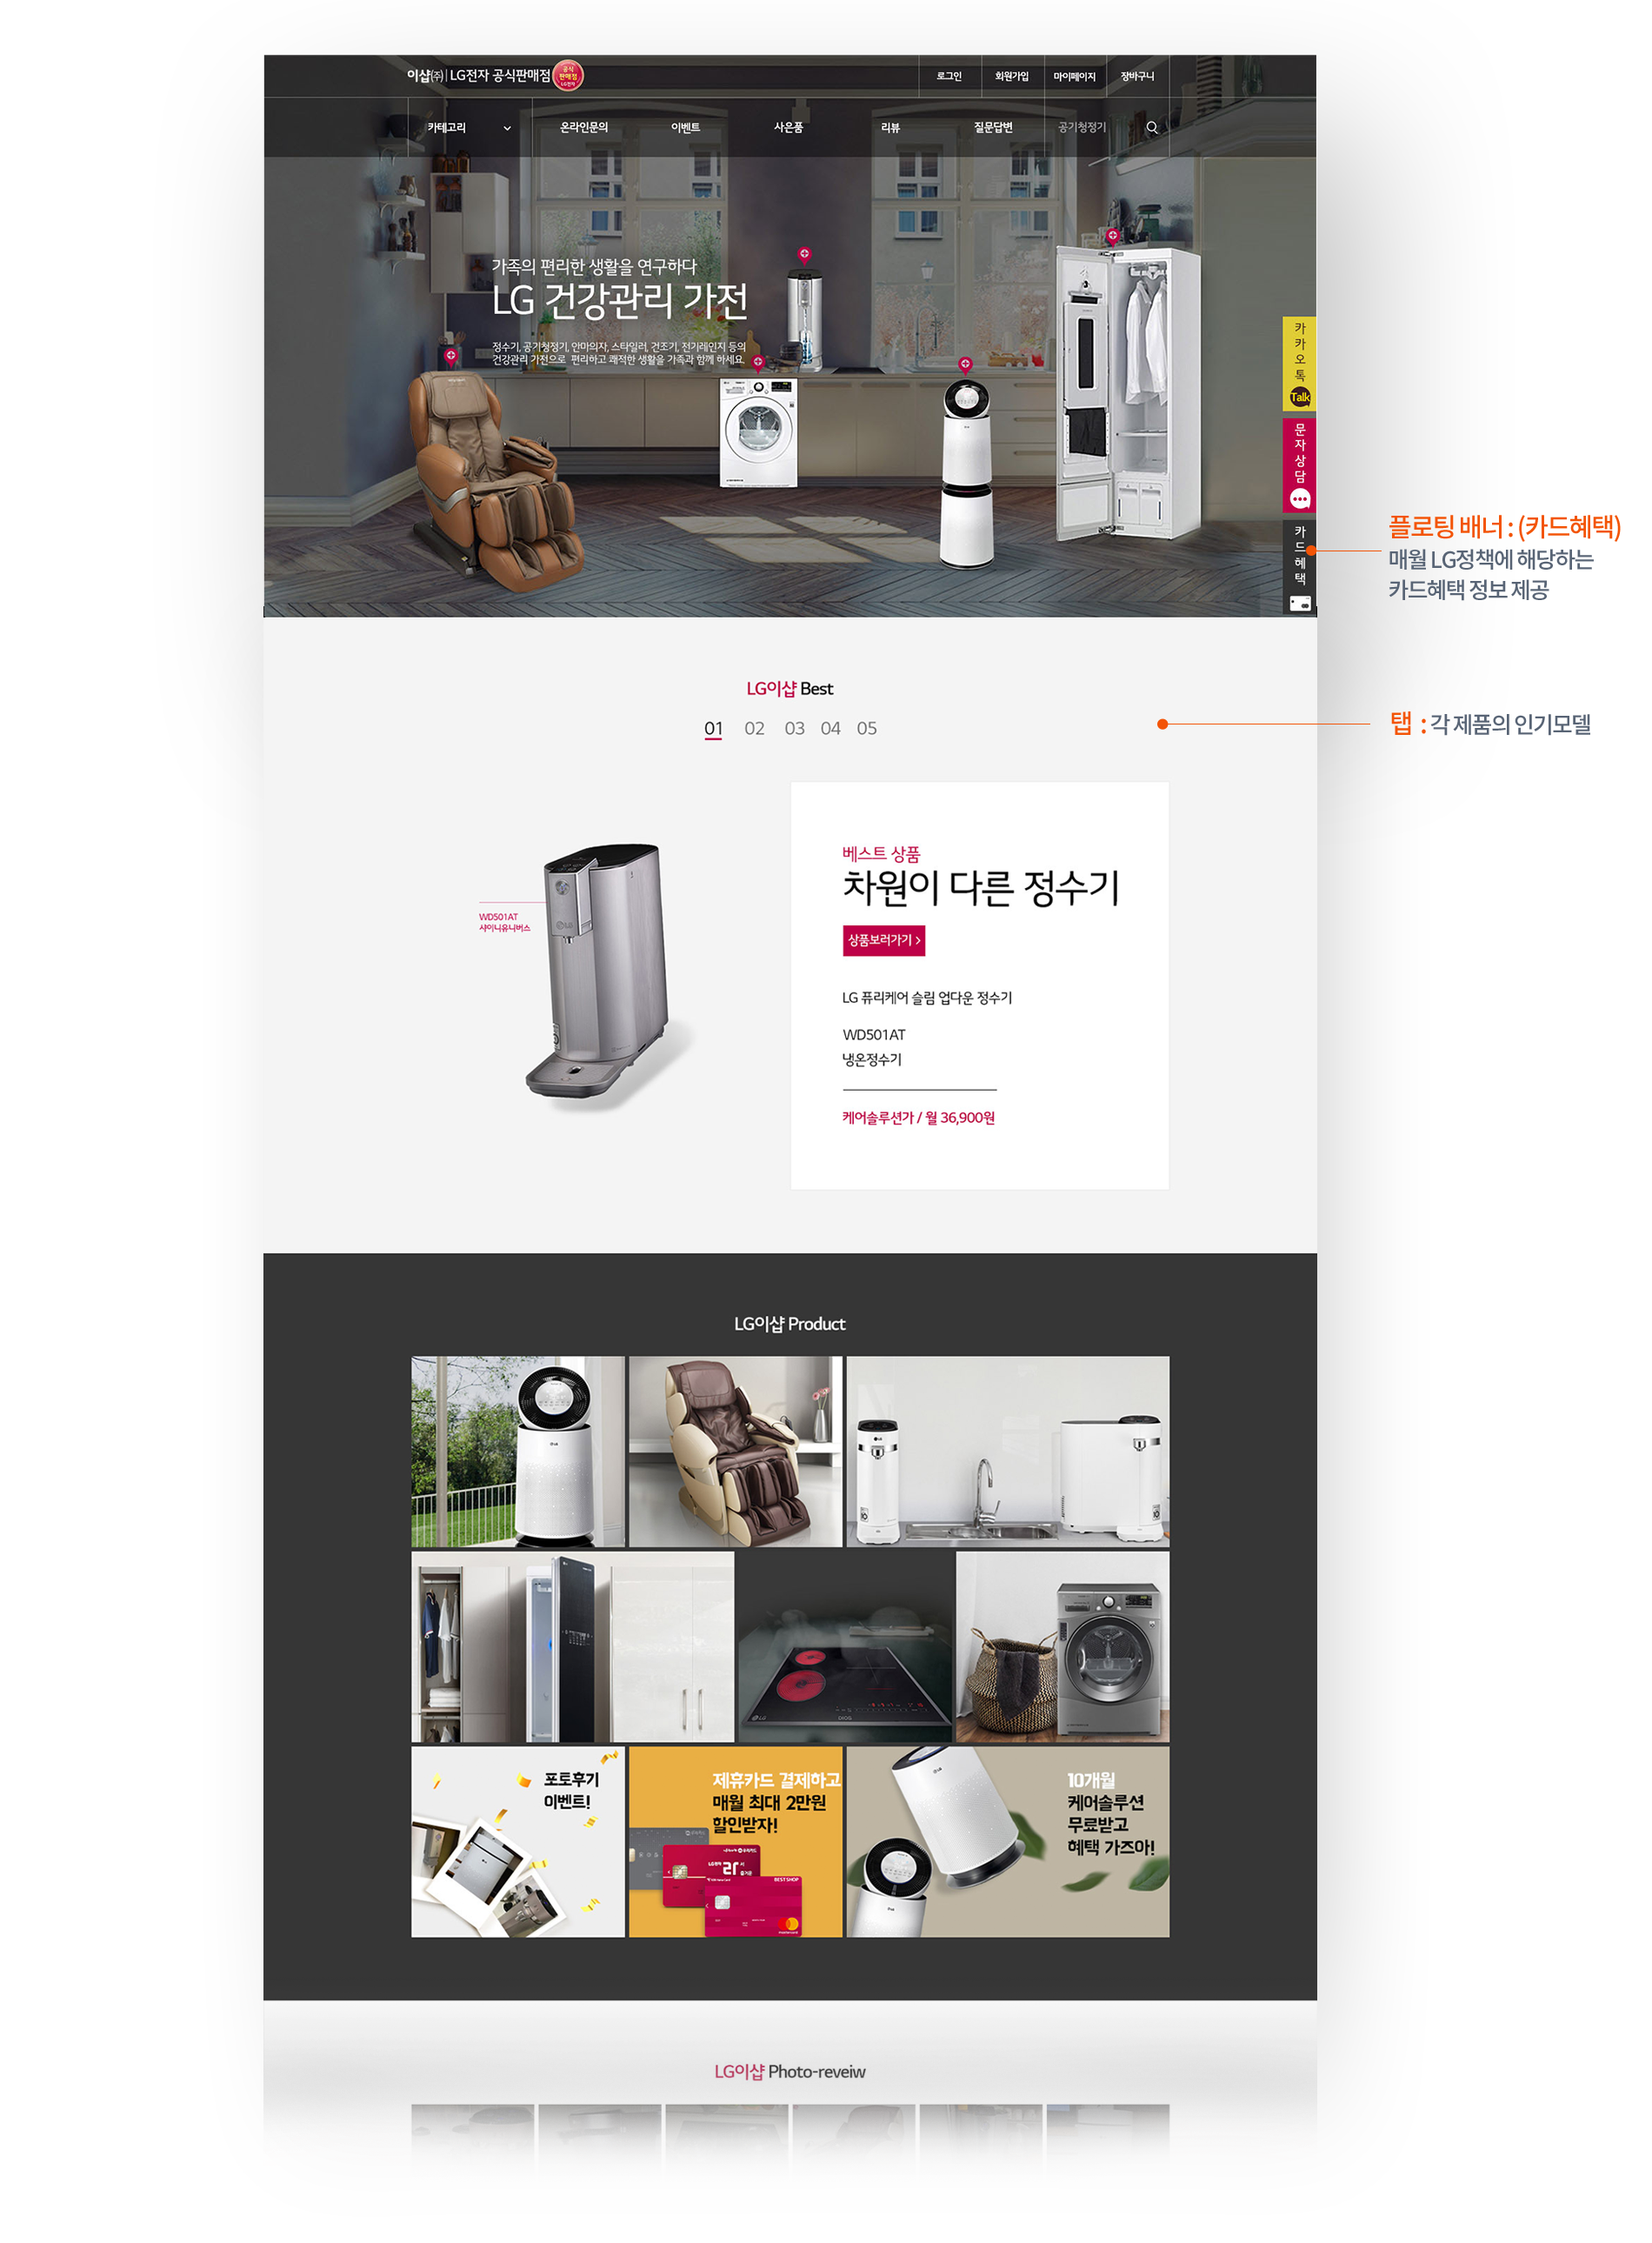 이샵(주) | LG전자 공식판매점
공식
판매점
LG전자
로그인 회원가입 마이페이지 장바구니
카테고리 온라인문의 이벤트 사은품 리뷰 질문답변 공기청정기
가족의 편리한 생활을 연구하다
LG 건강관리 가전
정수기, 공기청정기, 안마의자, 스타일러, 건조기, 전기레인지 등의
건강관리 가전으로 편리하고 쾌적한 생활을 가족과 함께 하세요.
카카오톡
Talk
문자상담
카드혜택
플로팅 배너 : (카드혜택)
매월 LG정책에 해당하는
카드혜택 정보 제공
LG이샵 Best
01 02 03 04 05
탭 : 각 제품의 인기모델
WD501AT
샤이니유니버스
LG
베스트 상품
차원이 다른 정수기
상품보러가기 >
LG 퓨리케어 슬림 업다운 정수기
WD501AT
냉온정수기
케어솔루션가 / 월 36,900원
LG이샵 Product
포토후기
이벤트!
제휴카드 결제하고
매월 최대 2만원
할인받자!
BEST SHOP
10개월
케어솔루션
무료받고
혜택 가즈아!
LG이샵 Photo-reveiw